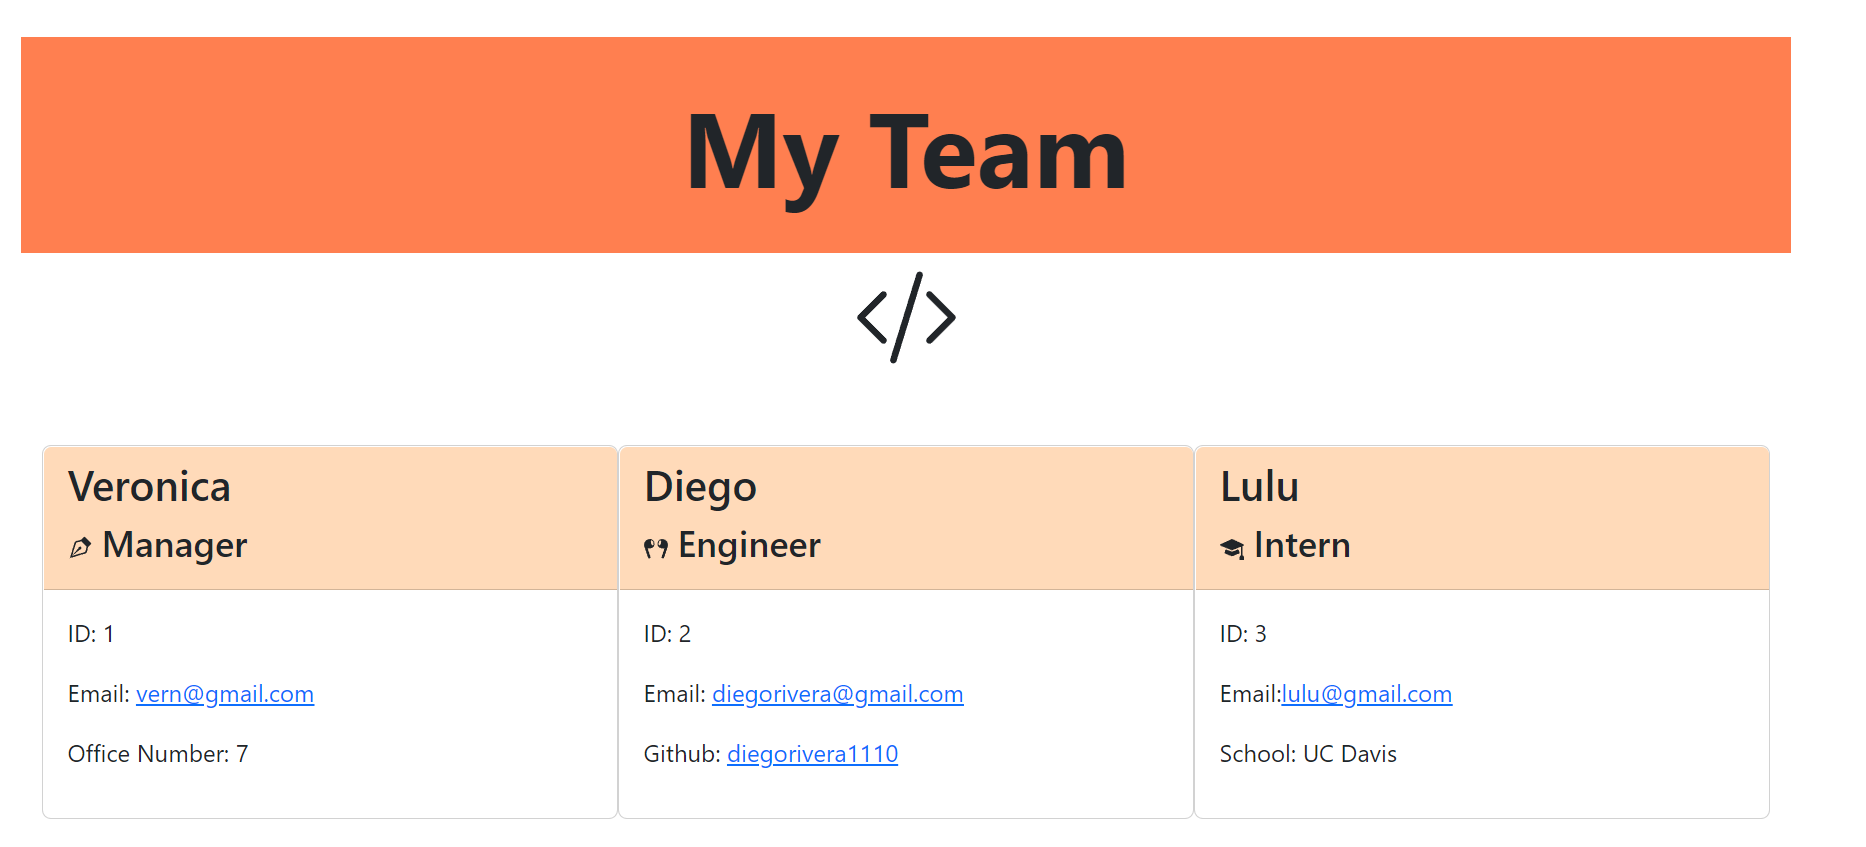 My Team
</>
Veronica
Manager
ID: 1
Email: vern@gmail.com
Office Number: 7
Diego
Engineer
ID: 2
Email: diegorivera@gmail.com
Github: diegorivera1110
Lulu
Intern
ID: 3
Email:lulu@gmail.com
School: UC Davis